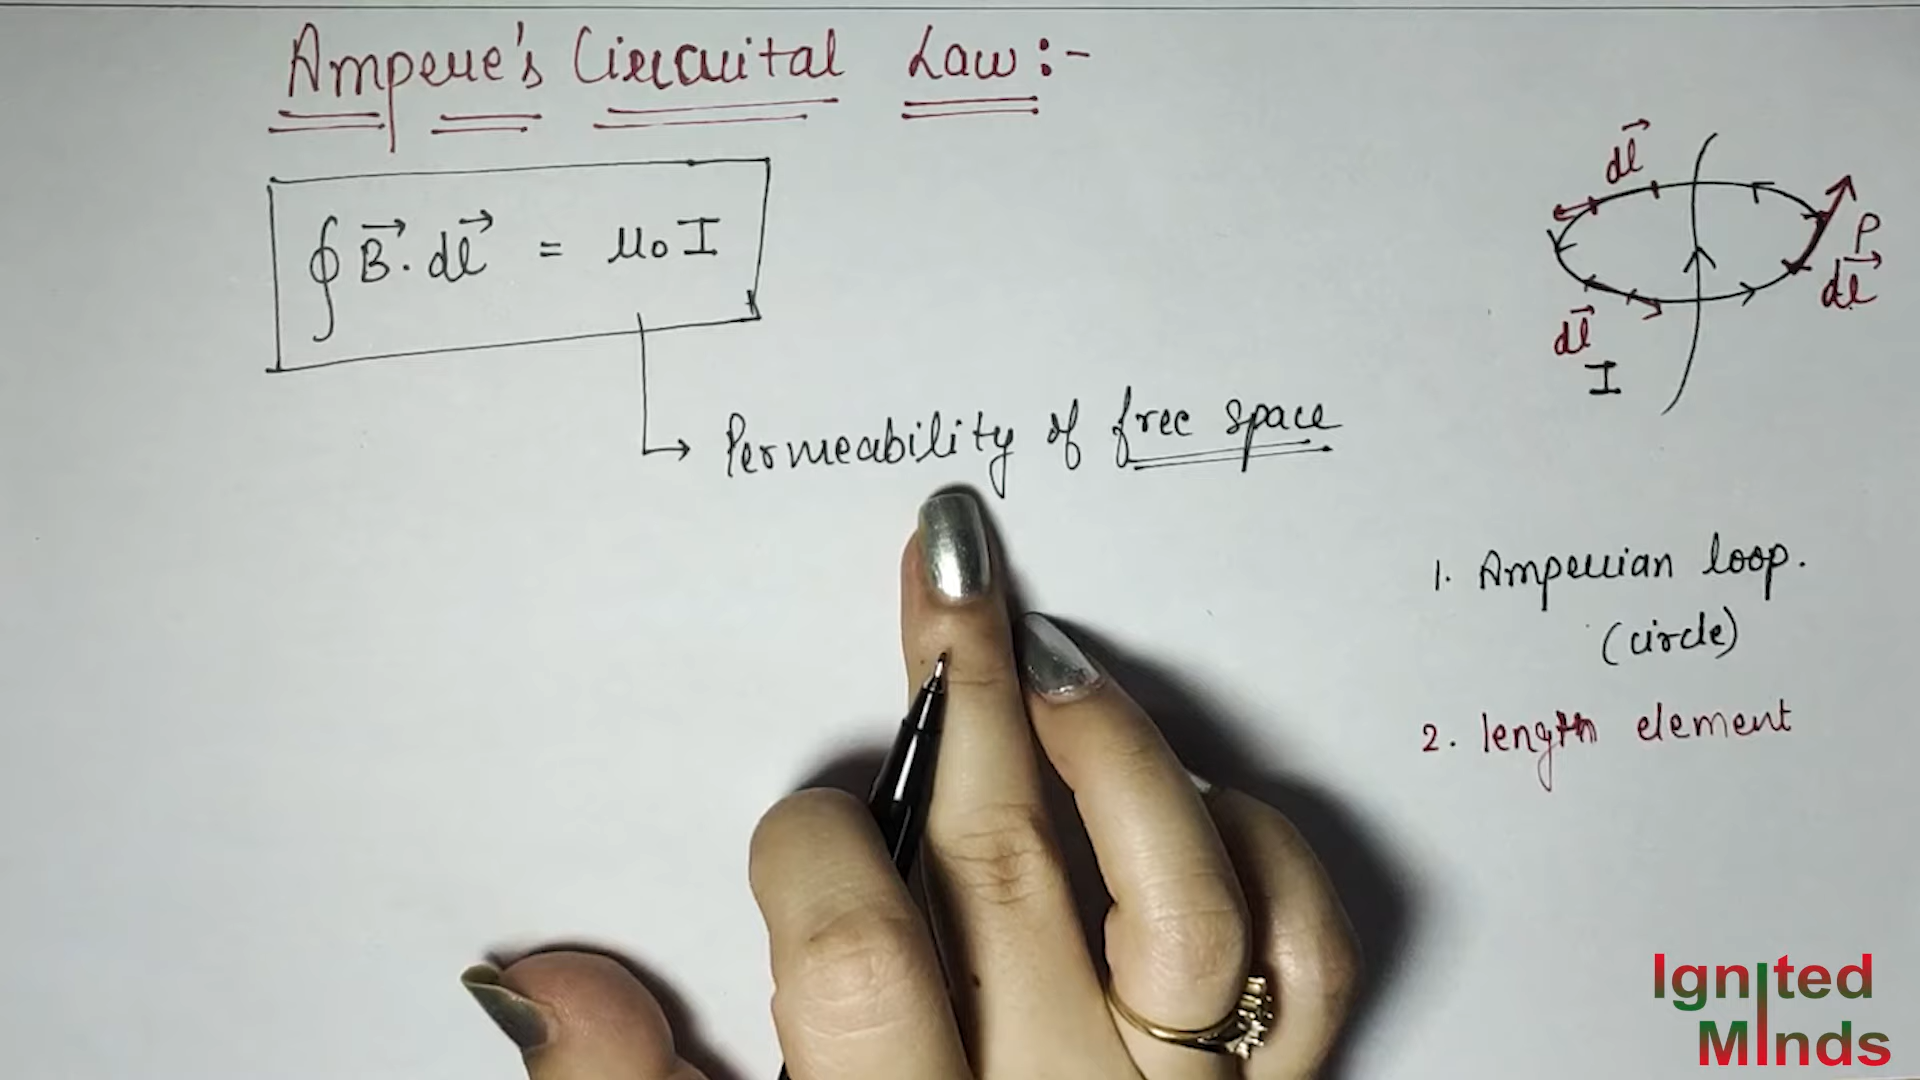 Ampere's Circuital Law:-
∮ B⃗. dl⃗ = μ₀ I
Permeability of free space
dl⃗
P
dl⃗
dl⃗
I
1. Amperian loop.
(circle)
2. length element
Ignited
Minds